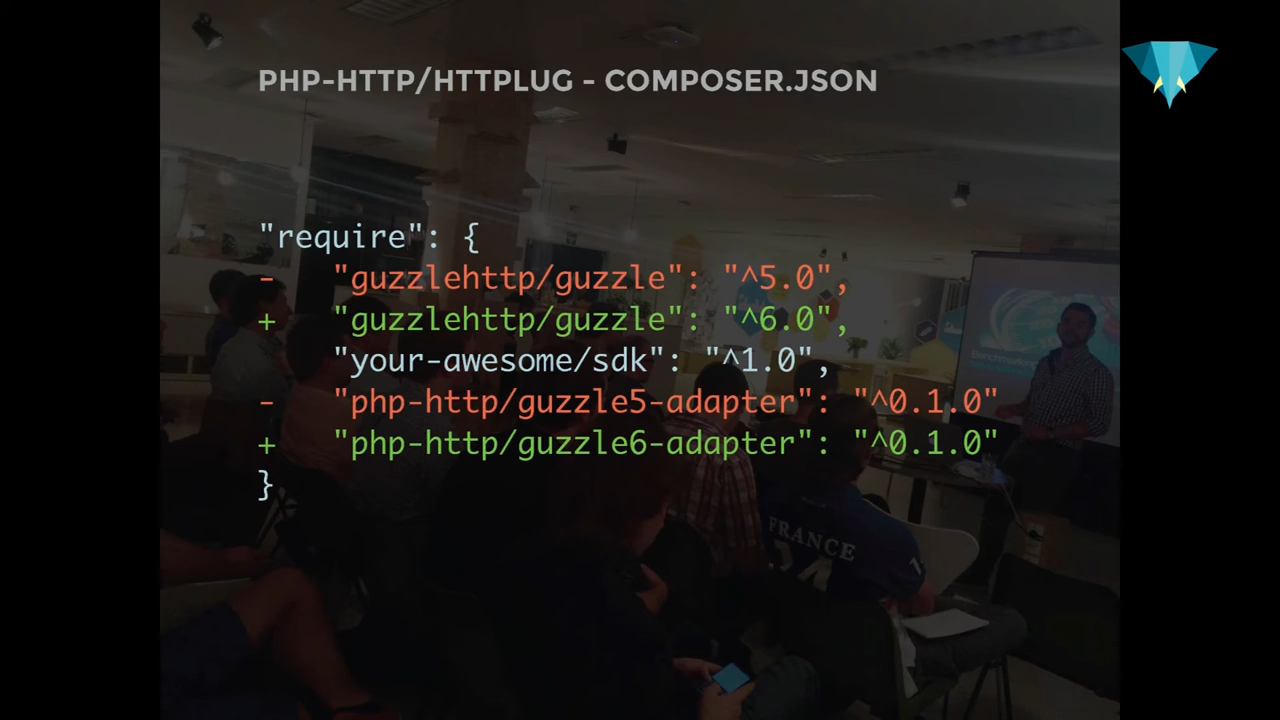 PHP-HTTP/HTTPLUG - COMPOSER.JSON
"require": {
-    "guzzlehttp/guzzle": "^5.0",
+    "guzzlehttp/guzzle": "^6.0",
     "your-awesome/sdk": "^1.0",
-    "php-http/guzzle5-adapter": "^0.1.0"
+    "php-http/guzzle6-adapter": "^0.1.0"
}
FRANCE